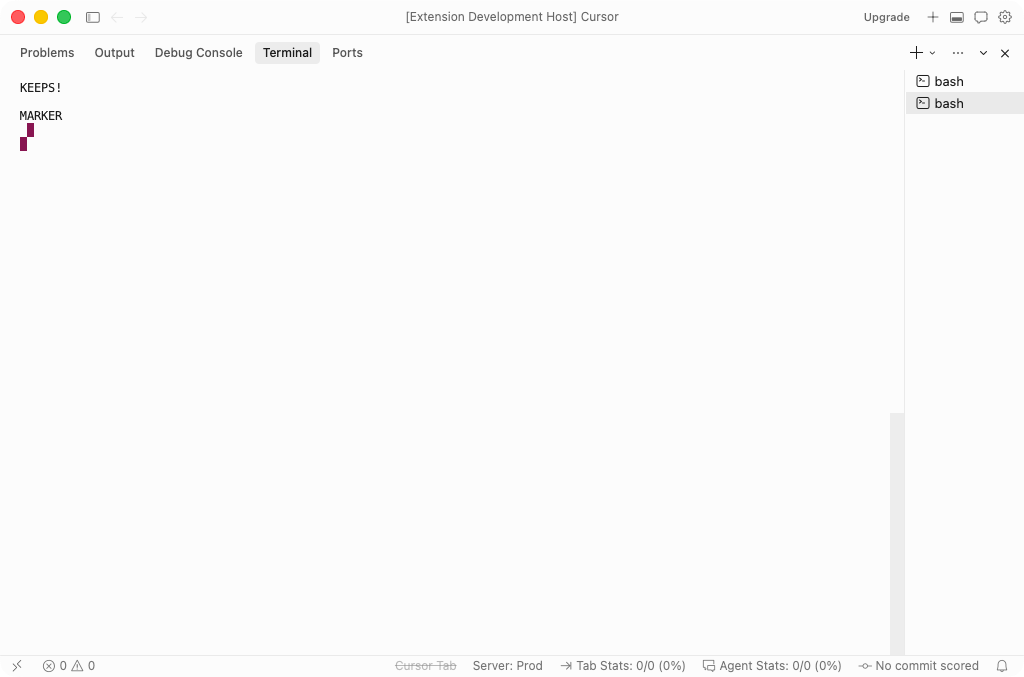 [Extension Development Host] Cursor
Upgrade
Problems Output Debug Console Terminal Ports
KEEPS!
MARKER
bash
bash
0 0 Cursor Tab Server: Prod Tab Stats: 0/0 (0%) Agent Stats: 0/0 (0%) No commit scored